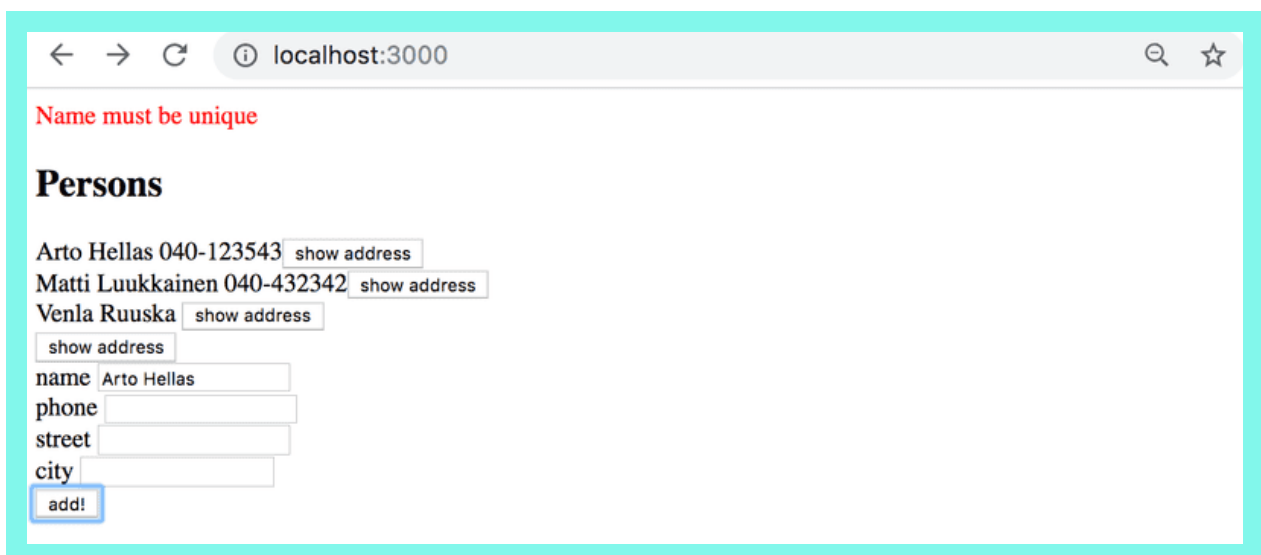 localhost:3000
Name must be unique
Persons
Arto Hellas 040-123543 show address
Matti Luukkainen 040-432342 show address
Venla Ruuska show address
show address
name Arto Hellas
phone
street
city
add!